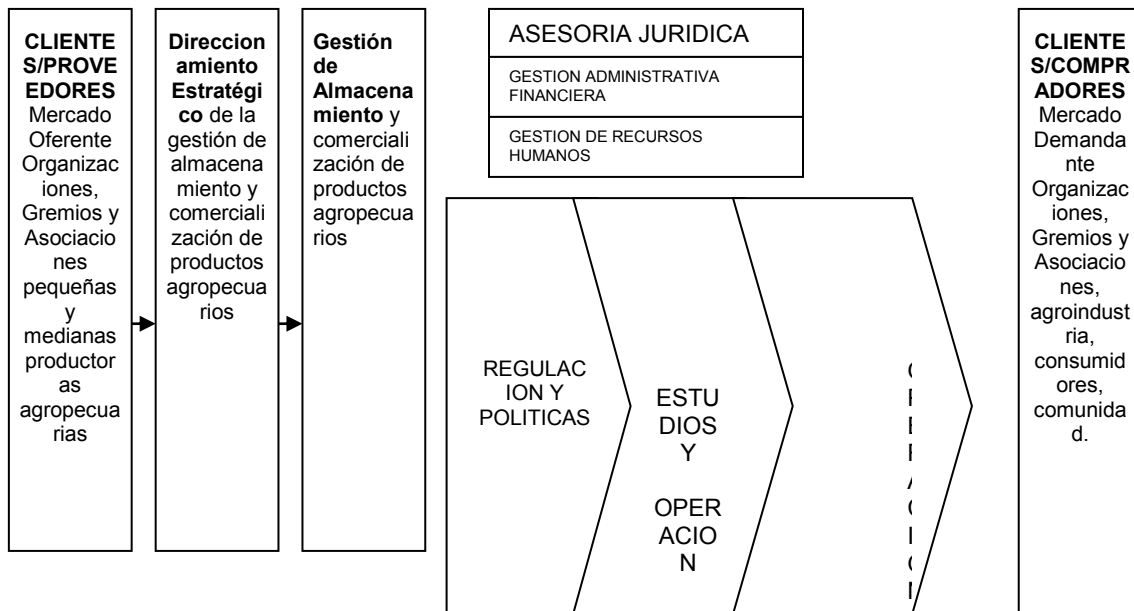 CLIENTE
S/PROVE
EDORES
Mercado
Oferente
Organizac
iones,
Gremios y
Asociacio
nes
pequeñas
y
medianas
productor
as
agropecua
rias
Direccion
amiento
Estratégi
co de la
gestión de
almacena
miento y
comerciali
zación de
productos
agropecua
rios
Gestión
de
Almacena
miento y
comerciali
zación de
productos
agropecua
rios
ASESORIA JURIDICA
GESTION ADMINISTRATIVA
FINANCIERA
GESTION DE RECURSOS
HUMANOS
REGULAC
ION Y
POLITICAS
ESTU
DIOS
Y
OPER
ACIO
N
CLIENTE
S/COMPR
ADORES
Mercado
Demanda
nte
Organizac
iones,
Gremios y
Asociacio
nes,
agroindust
ria,
consumid
ores,
comunida
d.